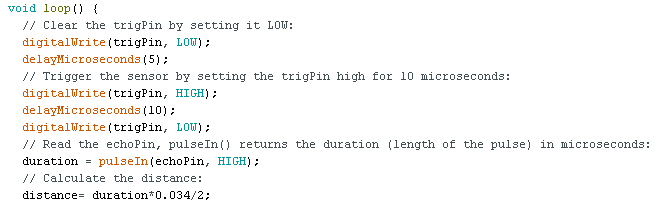 void loop() {
  // Clear the trigPin by setting it LOW:
  digitalWrite(trigPin, LOW);
  delayMicroseconds(5);
  // Trigger the sensor by setting the trigPin high for 10 microseconds:
  digitalWrite(trigPin, HIGH);
  delayMicroseconds(10);
  digitalWrite(trigPin, LOW);
  // Read the echoPin, pulseIn() returns the duration (length of the pulse) in microseconds:
  duration = pulseIn(echoPin, HIGH);
  // Calculate the distance:
  distance= duration*0.034/2;